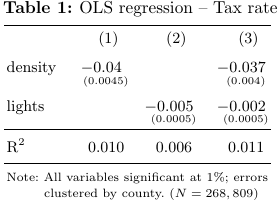 Table 1: OLS regression – Tax rate
(1) (2) (3)
density −0.04 −0.037
(0.0045) (0.004)
lights −0.005 −0.002
(0.0005) (0.0005)
R² 0.010 0.006 0.011
Note: All variables significant at 1%; errors
clustered by county. (N = 268, 809)